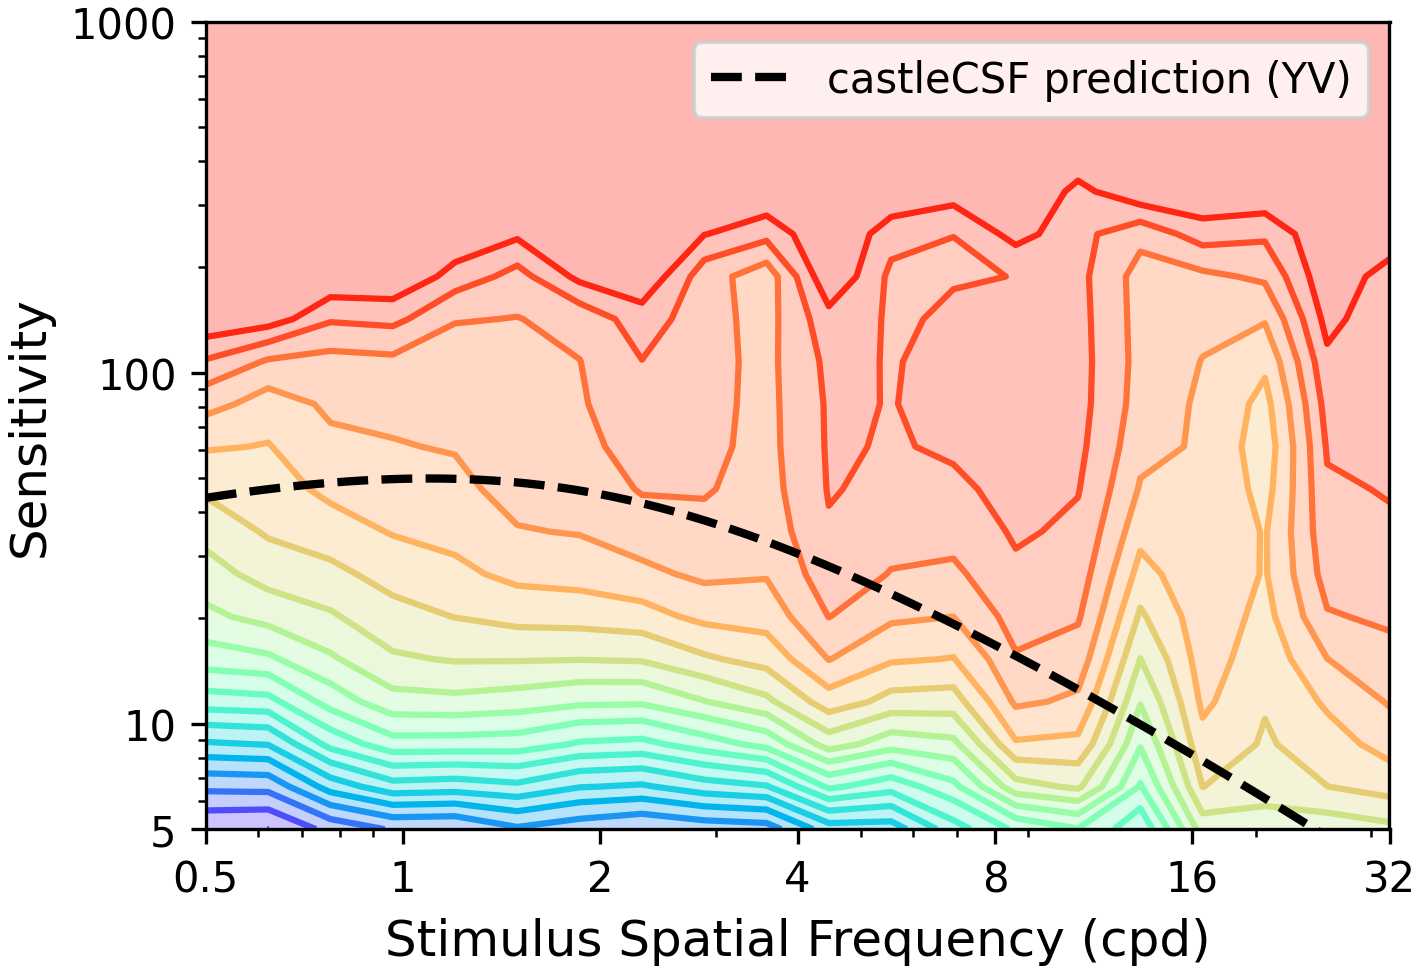 1000
castleCSF prediction (YV)
100
Sensitivity
10
5
0.5 1 2 4 8 16 32
Stimulus Spatial Frequency (cpd)